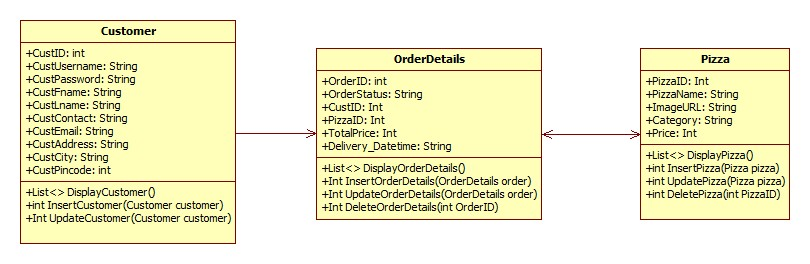 Customer
+CustID: int
+CustUsername: String
+CustPassword: String
+CustFname: String
+CustLname: String
+CustContact: String
+CustEmail: String
+CustAddress: String
+CustCity: String
+CustPincode: int
+List<> DisplayCustomer()
+int InsertCustomer(Customer customer)
+Int UpdateCustomer(Customer customer)
OrderDetails
+OrderID: int
+OrderStatus: String
+CustID: Int
+PizzaID: Int
+TotalPrice: Int
+Delivery_Datetime: String
+List<> DisplayOrderDetails()
+Int InsertOrderDetails(OrderDetails order)
+Int UpdateOrderDetails(OrderDetails order)
+Int DeleteOrderDetails(int OrderID)
Pizza
+PizzaID: Int
+PizzaName: String
+ImageURL: String
+Category: String
+Price: Int
+List<> DisplayPizza()
+int InsertPizza(Pizza pizza)
+int UpdatePizza(Pizza pizza)
+int DeletePizza(int PizzaID)